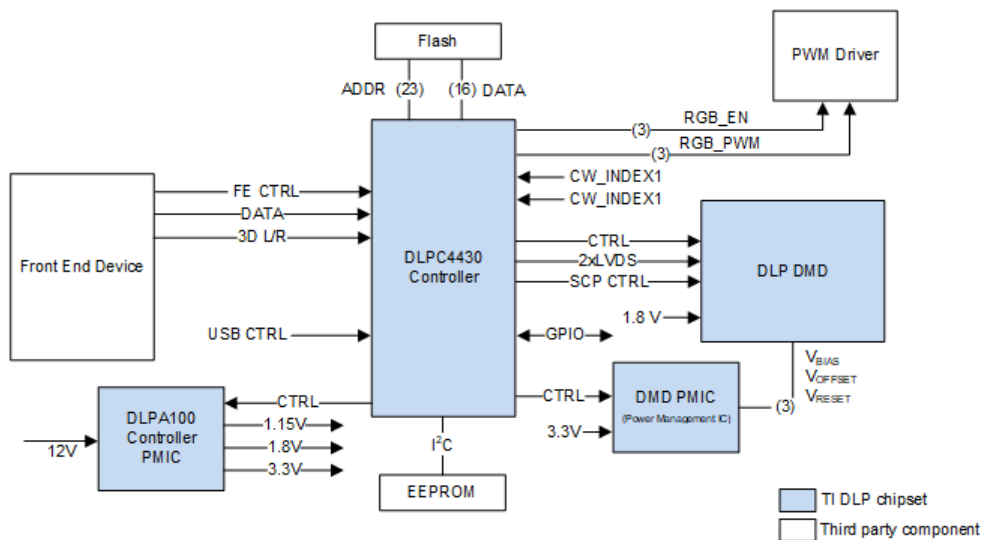 Flash
PWM Driver
ADDR (23)
(16) DATA
RGB_EN
(3)
RGB_PWM
(3)
CW_INDEX1
CW_INDEX1
Front End Device
FE CTRL
DATA
3D L/R
DLPC4430
Controller
CTRL
2xLVDS
SCP CTRL
DLP DMD
1.8 V
USB CTRL
GPIO
VBIAS
VOFFSET
VRESET
(3)
DLPA100
Controller
PMIC
12V
CTRL
1.15V
1.8V
3.3V
CTRL
3.3V
DMD PMIC
(Power Management IC)
I²C
EEPROM
TI DLP chipset
Third party component